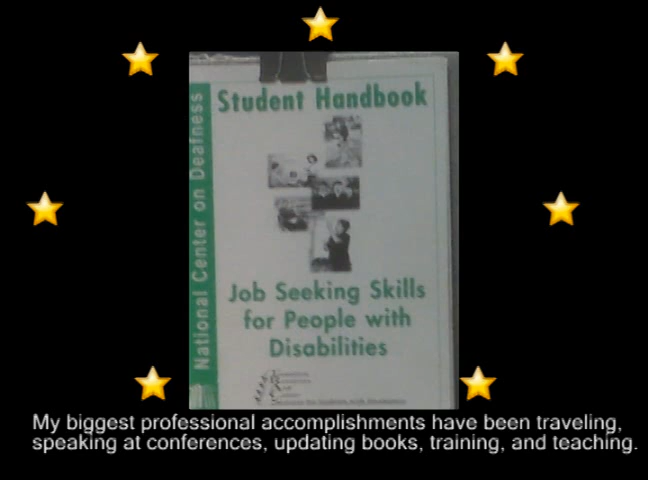 Student Handbook
National Center on Deafness
Job Seeking Skills
for People with
Disabilities
My biggest professional accomplishments have been traveling,
speaking at conferences, updating books, training, and teaching.